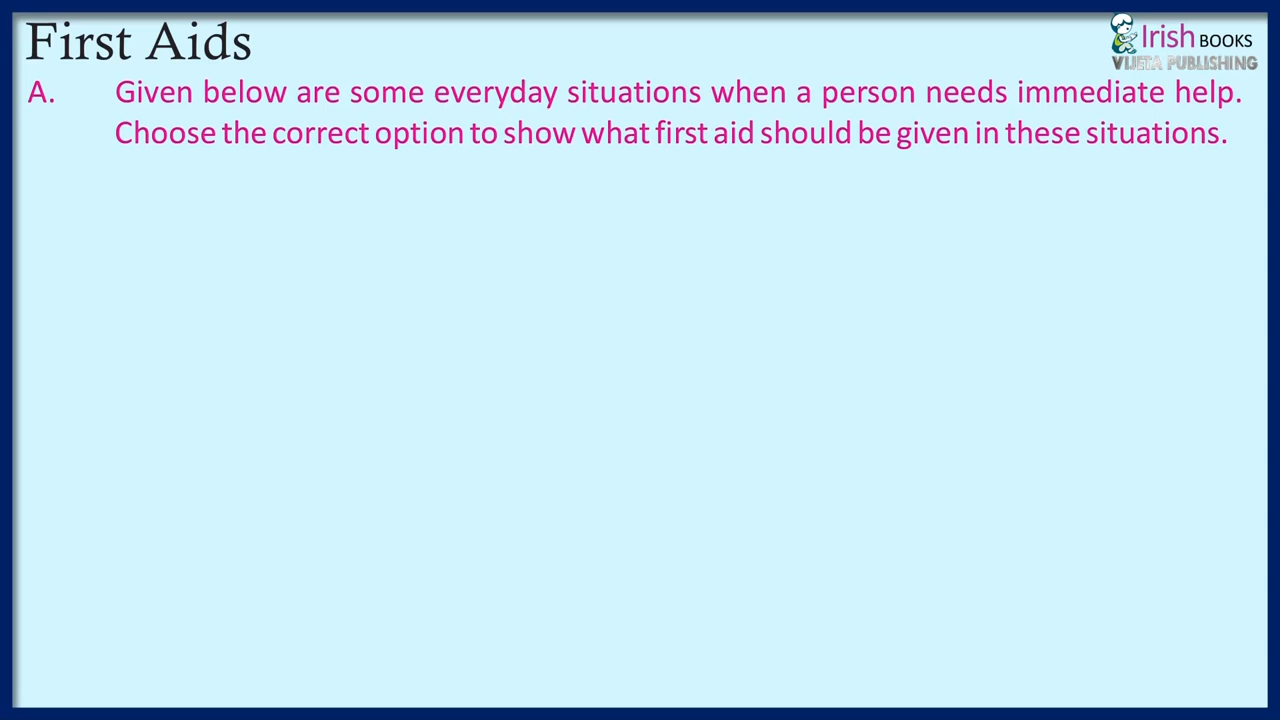 First Aids
Irish BOOKS
VIJETA PUBLISHING
A. Given below are some everyday situations when a person needs immediate help.
Choose the correct option to show what first aid should be given in these situations.